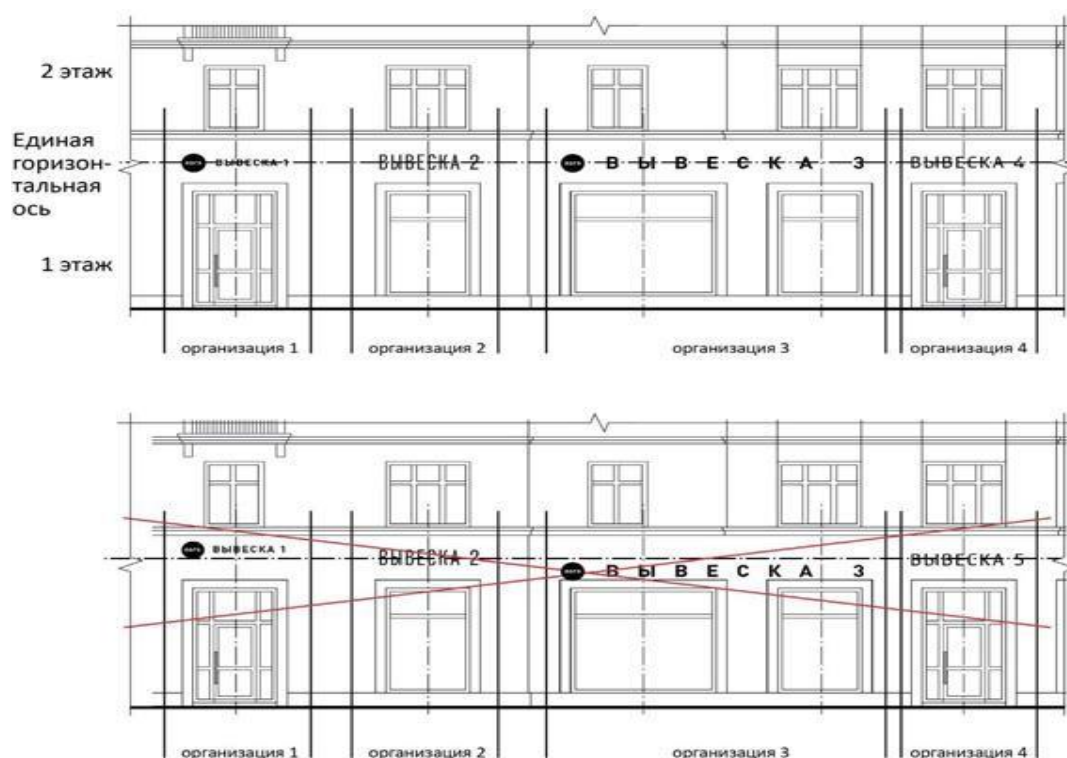 2 этаж
Единая
горизон-
тальная
ось
ВЫВЕСКА 1
ВЫВЕСКА 2
ВЫВЕСКА 3
ВЫВЕСКА 4
1 этаж
организация 1
организация 2
организация 3
организация 4
ВЫВЕСКА 1
ВЫВЕСКА 2
ВЫВЕСКА 3
ВЫВЕСКА 5
организация 1
организация 2
организация 3
организация 4